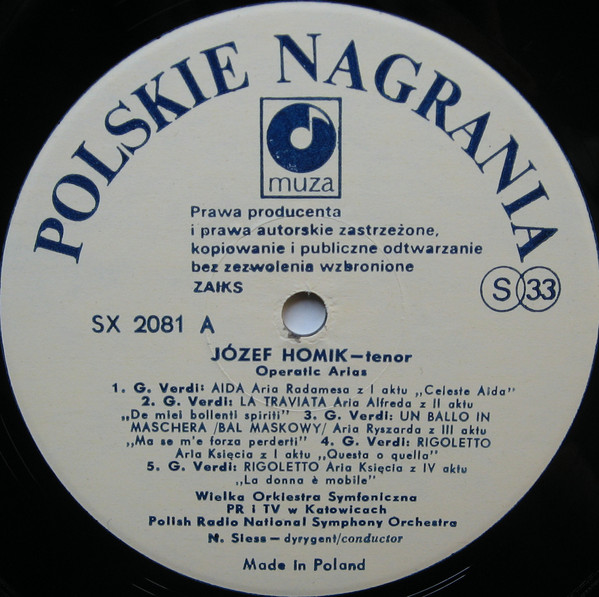 POLSKIE NAGRANIA
muza
Prawa producenta
i prawa autorskie zastrzeżone,
kopiowanie i publiczne odtwarzanie
bez zezwolenia wzbronione
ZAIKS
S 33
SX 2081 A
JÓZEF HOMIK—tenor
Operatic Arias
1. G. Verdi: AIDA Aria Radamesa z I aktu „Celeste Aida"
2. G. Verdi: LA TRAVIATA Aria Alfreda z II aktu
„De miei bollenti spiriti" 3. G. Verdi: UN BALLO IN
MASCHERA /BAL MASKOWY/ Aria Ryszarda z III aktu
„Ma se m'e forza perderti" 4. G. Verdi: RIGOLETTO
Aria Księcia z I aktu „Questa o quella"
5. G. Verdi: RIGOLETTO Aria Księcia z IV aktu
„La donna è mobile"
Wielka Orkiestra Symfoniczna
PR i TV w Katowicach
Polish Radio National Symphony Orchestra
N. Siess—dyrygent/conductor
Made In Poland